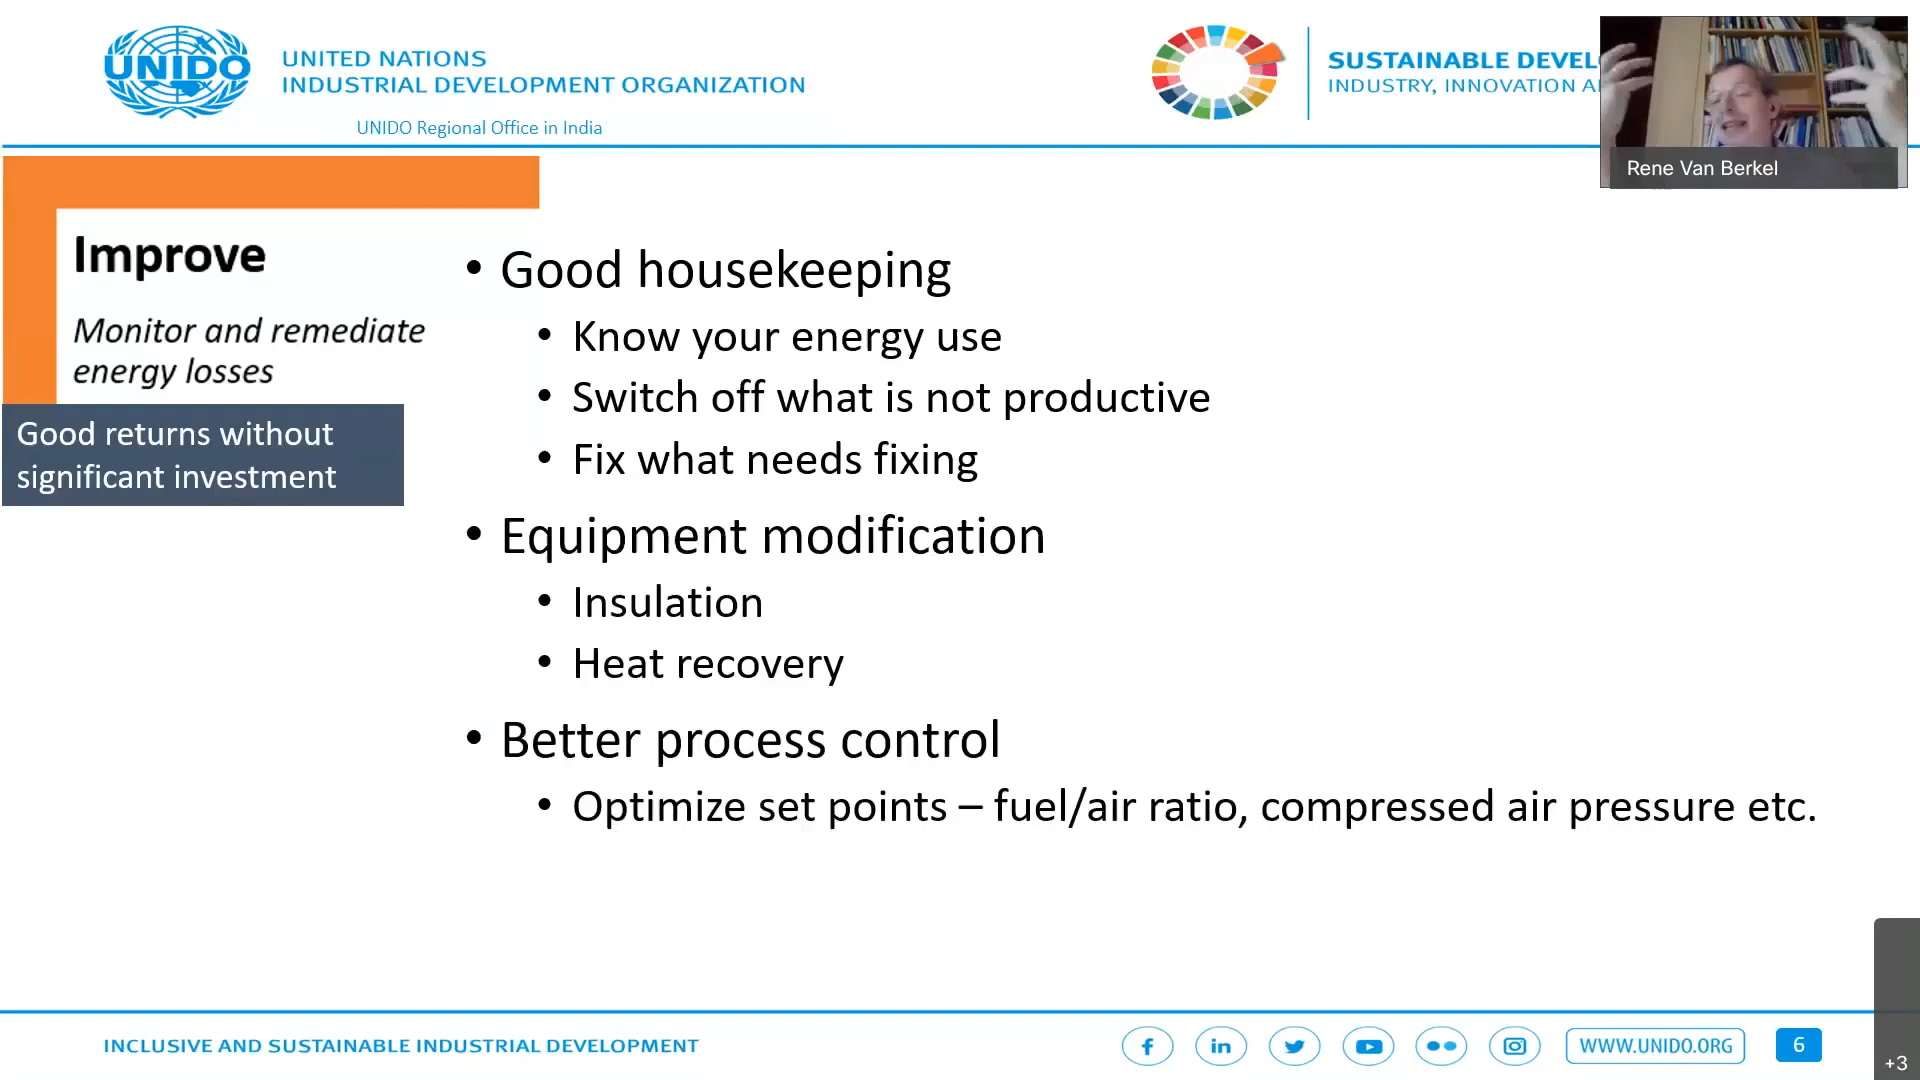 UNIDO
UNITED NATIONS
INDUSTRIAL DEVELOPMENT ORGANIZATION
UNIDO Regional Office in India
SUSTAINABLE DEVEL
INDUSTRY, INNOVATION A
Rene Van Berkel
Improve
Monitor and remediate
energy losses
Good returns without
significant investment
• Good housekeeping
• Know your energy use
• Switch off what is not productive
• Fix what needs fixing
• Equipment modification
• Insulation
• Heat recovery
• Better process control
• Optimize set points – fuel/air ratio, compressed air pressure etc.
INCLUSIVE AND SUSTAINABLE INDUSTRIAL DEVELOPMENT
WWW.UNIDO.ORG
6
+3